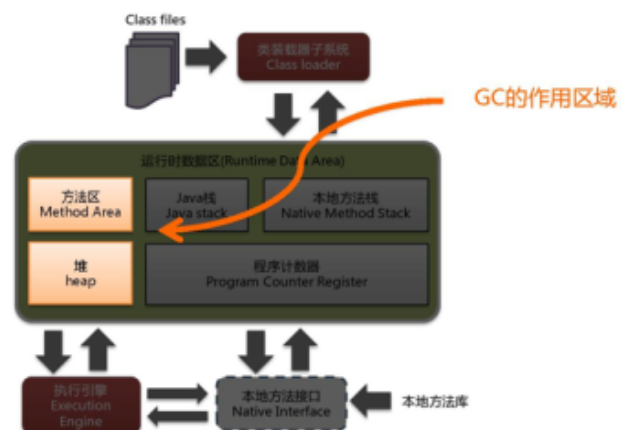 Class files
类装载器子系统
Class loader
GC的作用区域
运行时数据区(Runtime Data Area)
方法区
Method Area
Java栈
Java stack
本地方法栈
Native Method Stack
堆
heap
程序计数器
Program Counter Register
执行引擎
Execution
Engine
本地方法接口
Native Interface
本地方法库